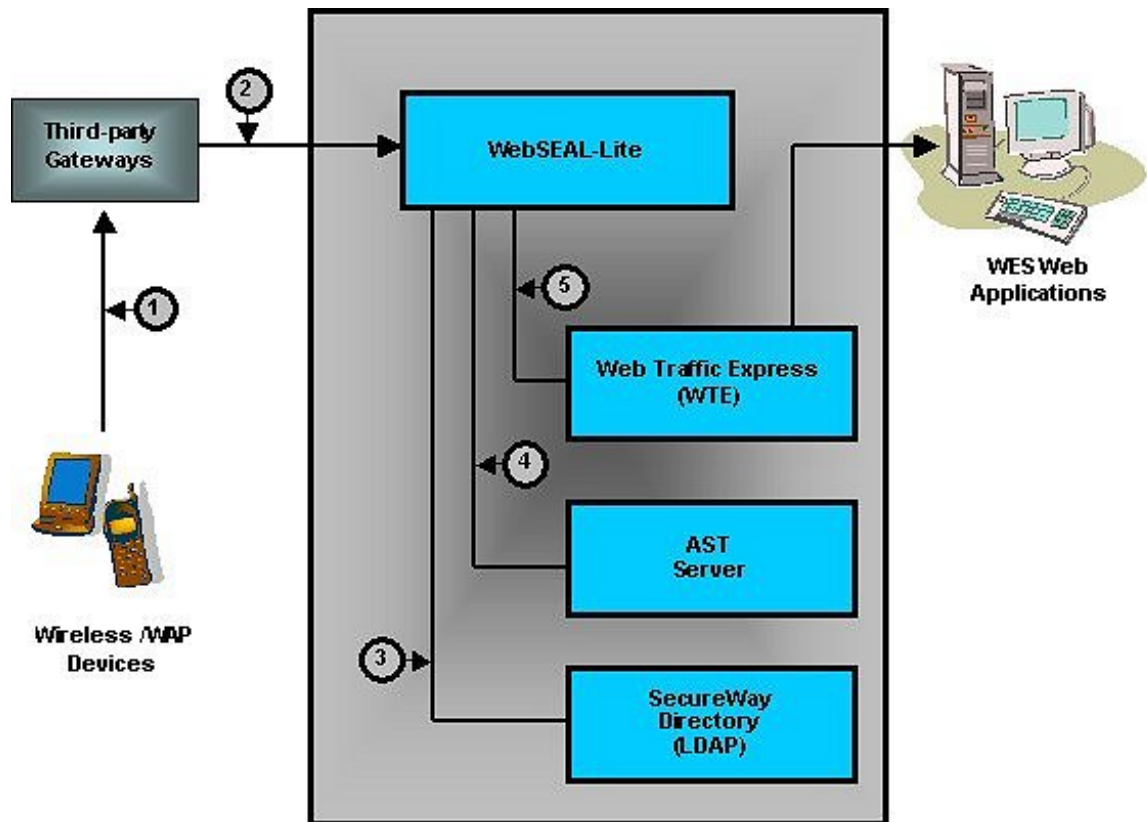 2
Third-party
Gateways
WebSEAL-Lite
1
5
WES Web
Applications
Web Traffic Express
(WTE)
4
AST
Server
Wireless /WAP
Devices
3
SecureWay
Directory
(LDAP)